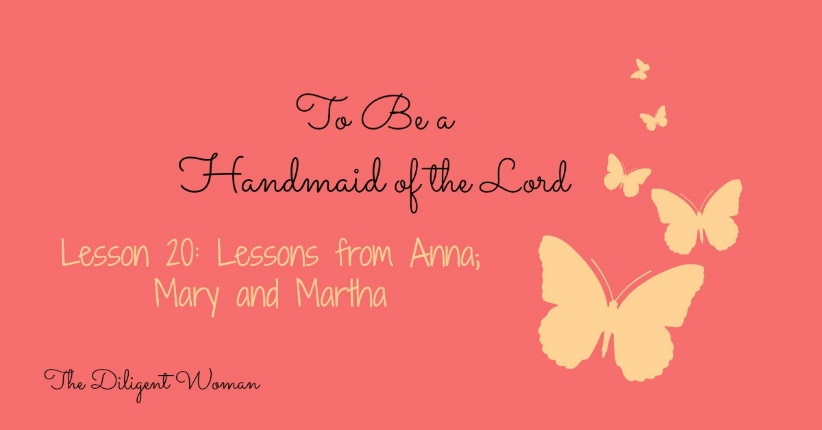 To Be a
Handmaid of the Lord
Lesson 20: Lessons from Anna;
Mary and Martha
The Diligent Woman